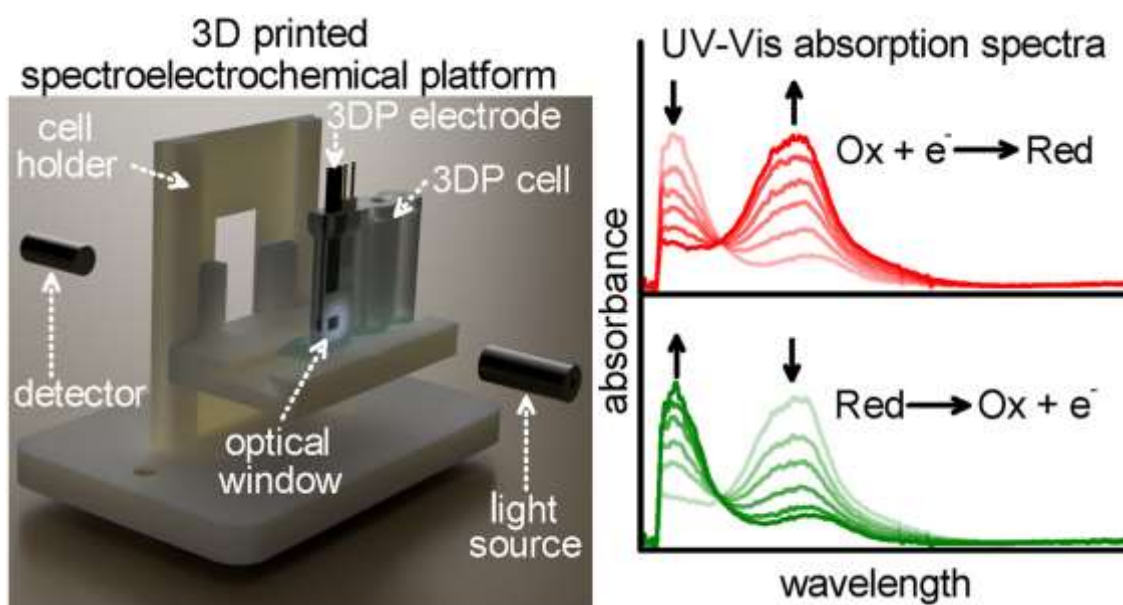 3D printed
spectroelectrochemical platform
cell
holder
3DP electrode
3DP cell
detector
optical
window
light
source
UV-Vis absorption spectra
Ox + e⁻ → Red
Red → Ox + e⁻
absorbance
wavelength